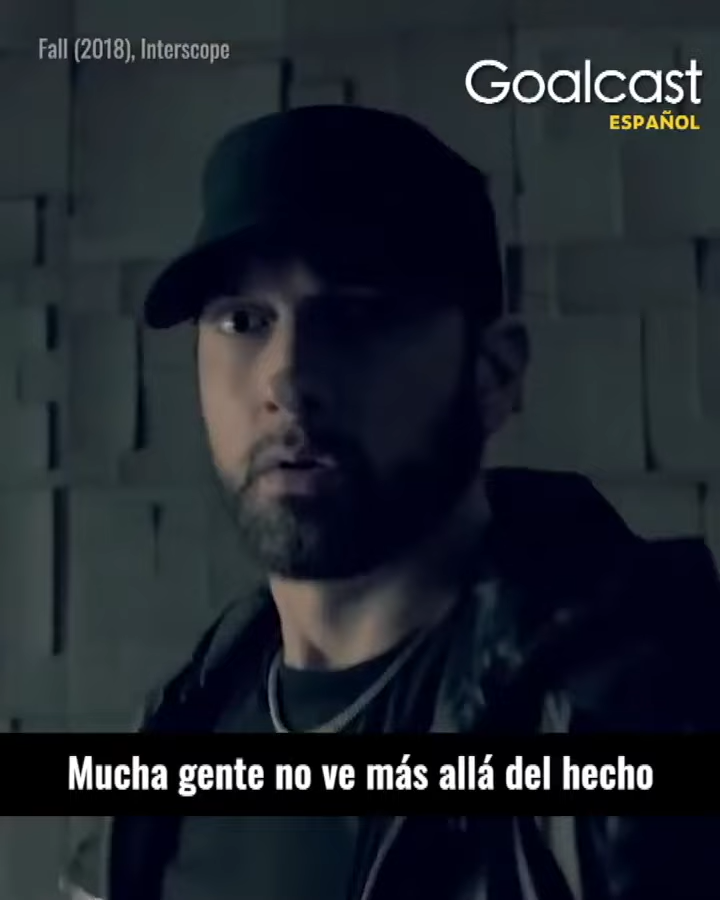 Fall (2018), Interscope
Goalcast
ESPAÑOL
Mucha gente no ve más allá del hecho